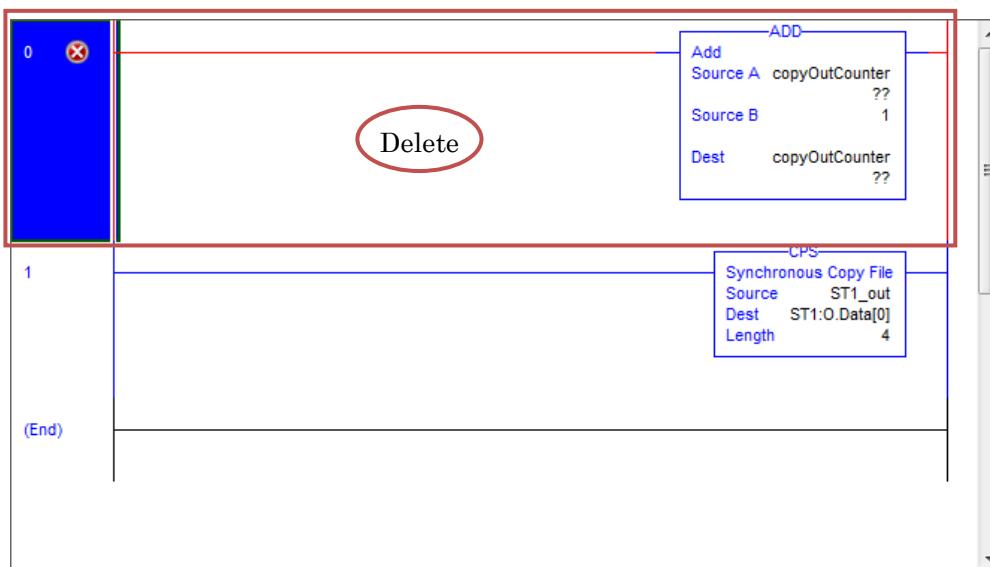 0
ADD
Add
Source A copyOutCounter
??
Source B 1
Dest copyOutCounter
??
Delete
1
CPS
Synchronous Copy File
Source ST1_out
Dest ST1:O.Data[0]
Length 4
(End)